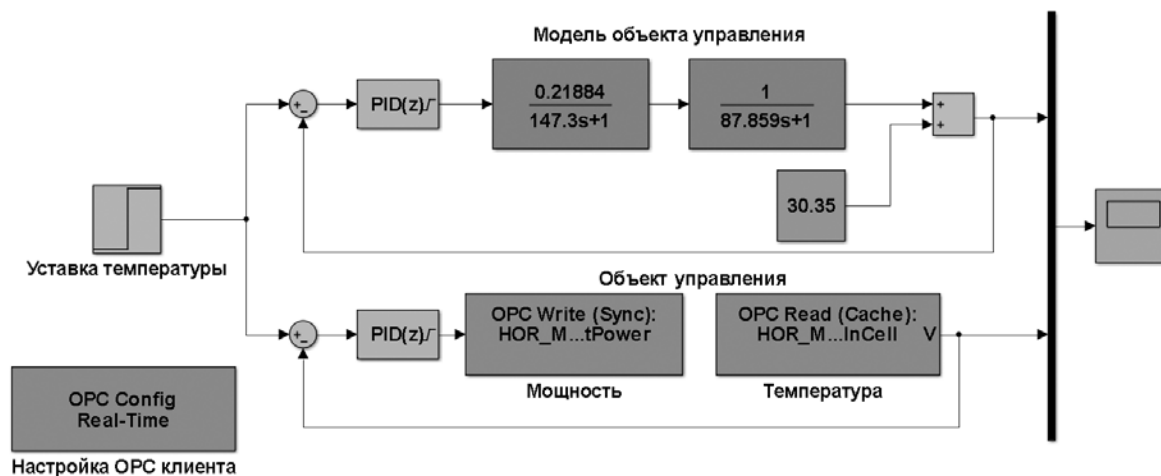 Модель объекта управления
+
−
PID(z)
0.21884
147.3s+1
1
87.859s+1
+
+
30.35
Уставка температуры
Объект управления
+
−
PID(z)
OPC Write (Sync):
HOR_M...tPower
OPC Read (Cache):
HOR_M...InCell
V
Мощность
Температура
OPC Config
Real-Time
Настройка OPC клиента